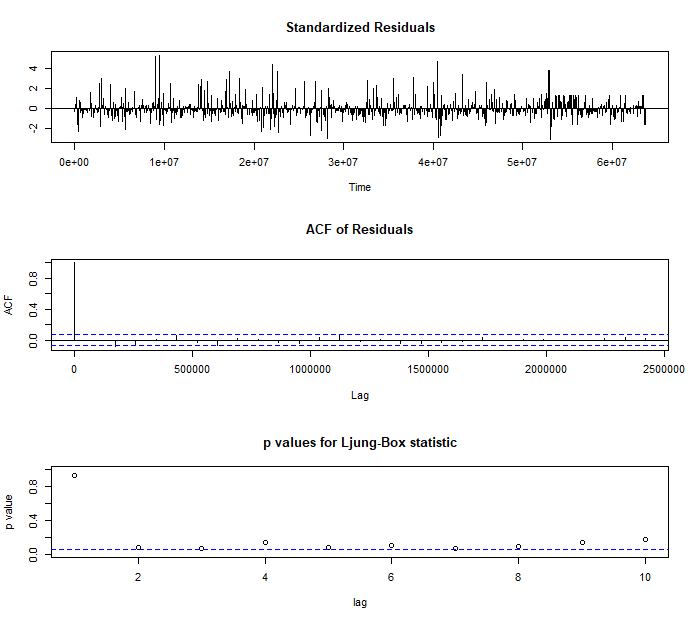 Standardized Residuals
4
2
0
-2
0e+00 1e+07 2e+07 3e+07 4e+07 5e+07 6e+07
Time
ACF of Residuals
ACF
0.8
0.4
0.0
0 500000 1000000 1500000 2000000 2500000
Lag
p values for Ljung-Box statistic
p value
0.8
0.4
0.0
2 4 6 8 10
lag